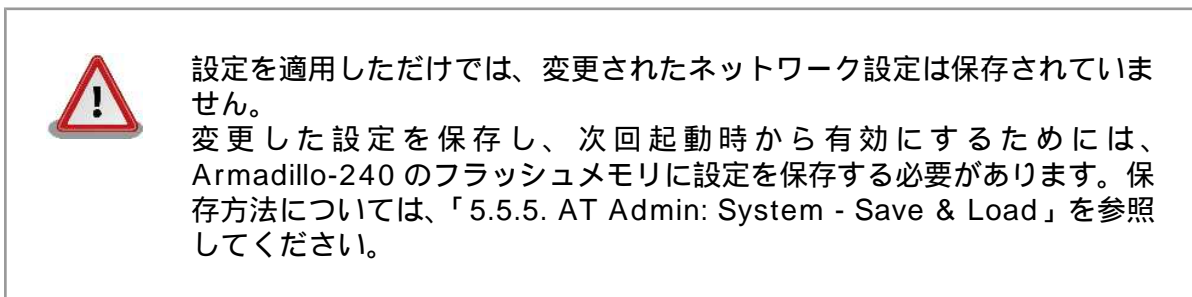 設定を適用しただけでは、変更されたネットワーク設定は保存されていま
せん。
変更した設定を保存し、次回起動時から有効にするためには、
Armadillo-240 のフラッシュメモリに設定を保存する必要があります。保
存方法については、「5.5.5. AT Admin: System - Save & Load」を参照
してください。